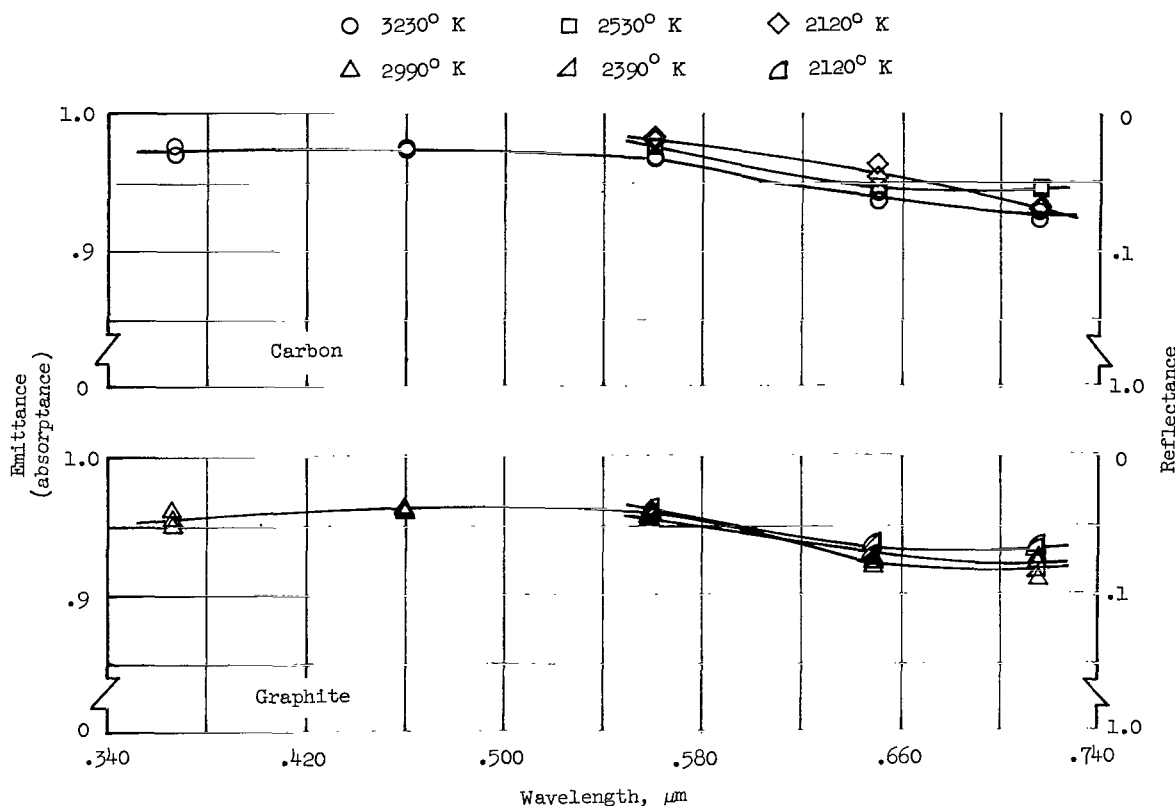 3230° K
2530° K
2120° K
2990° K
2390° K
2120° K
1.0
.9
0
Carbon
0
.1
1.0
Emittance
(absorptance)
Reflectance
1.0
.9
0
Graphite
0
.1
1.0
.340
.420
.500
.580
.660
.740
Wavelength, μm